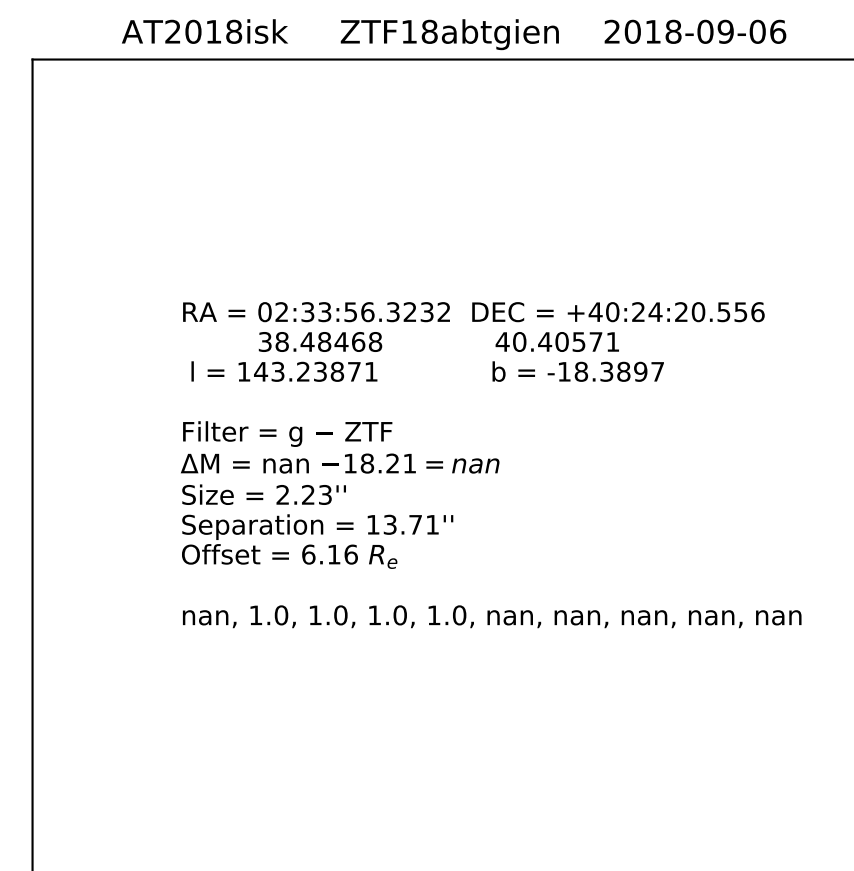 AT2018isk ZTF18abtgien 2018-09-06
RA = 02:33:56.3232 DEC = +40:24:20.556
38.48468 40.40571
l = 143.23871 b = -18.3897
Filter = g − ZTF
ΔM = nan −18.21 = nan
Size = 2.23''
Separation = 13.71''
Offset = 6.16 Rₑ
nan, 1.0, 1.0, 1.0, 1.0, nan, nan, nan, nan, nan